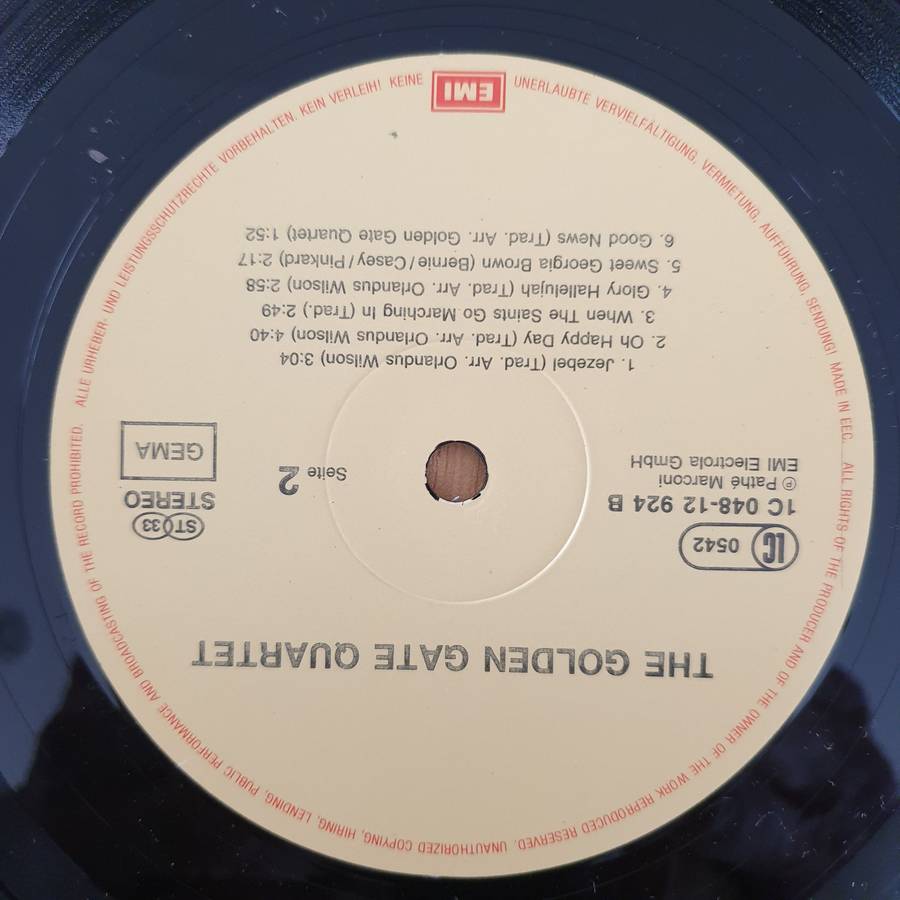 THE GOLDEN GATE QUARTET
LC 0542
1C 048-12 924 B
℗ Pathé Marconi
EMI Electrola GmbH
ST 33
STEREO
GEMA
Seite 2
1. Jezebel (Trad. Arr. Orlandus Wilson) 3:04
2. Oh Happy Day (Trad. Arr. Orlandus Wilson) 4:40
3. When The Saints Go Marching In (Trad.) 2:49
4. Glory Hallelujah (Trad. Arr. Orlandus Wilson) 2:58
5. Sweet Georgia Brown (Bernie/Casey/Pinkard) 2:17
6. Good News (Trad. Arr. Golden Gate Quartet) 1:52
EMI
ALLE URHEBER- UND LEISTUNGSSCHUTZRECHTE VORBEHALTEN. KEIN VERLEIH! KEINE UNERLAUBTE VERVIELFÄLTIGUNG, VERMIETUNG, AUFFÜHRUNG, SENDUNG! MADE IN EEC. ALL RIGHTS OF THE PRODUCER AND OF THE OWNER OF THE WORK REPRODUCED RESERVED. UNAUTHORIZED COPYING, HIRING, LENDING, PUBLIC PERFORMANCE AND BROADCASTING OF THE RECORD PROHIBITED.